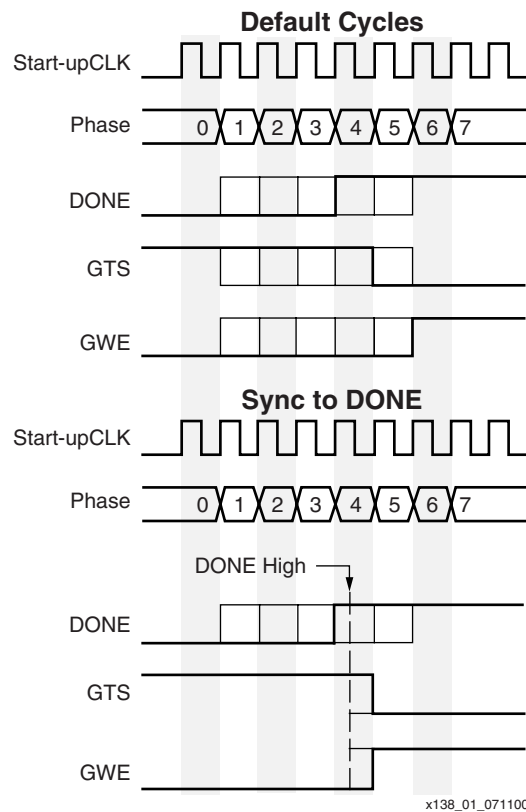 Default Cycles
Start-upCLK
Phase
0 1 2 3 4 5 6 7
DONE
GTS
GWE
Sync to DONE
Start-upCLK
Phase
0 1 2 3 4 5 6 7
DONE High
DONE
GTS
GWE
x138_01_071100